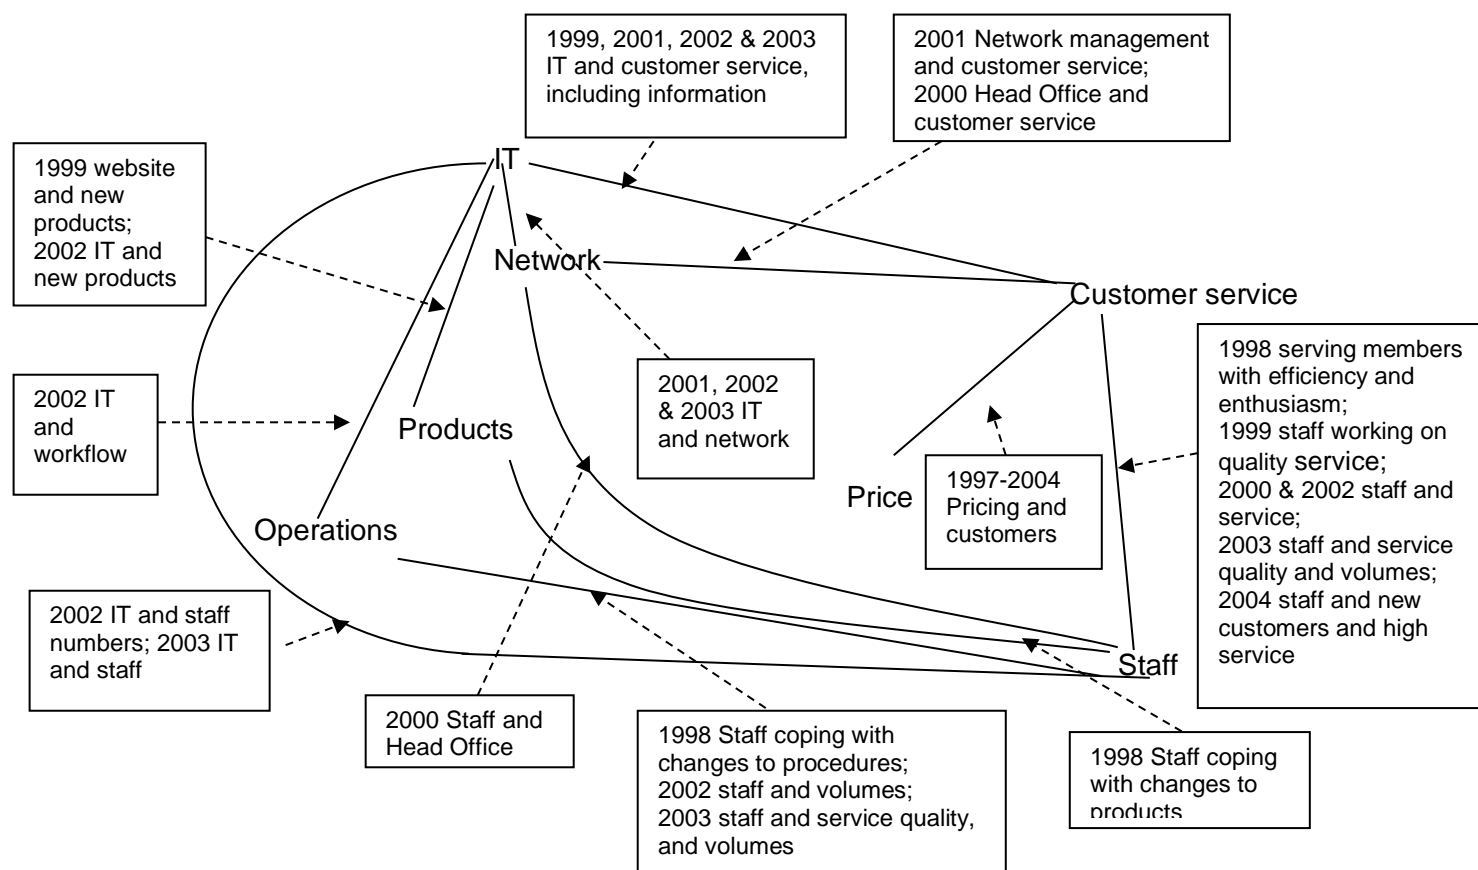 1999, 2001, 2002 & 2003
IT and customer service,
including information
2001 Network management
and customer service;
2000 Head Office and
customer service
IT
1999 website
and new
products;
2002 IT and
new products
Network
Customer service
2002 IT
and
workflow
Products
2001, 2002
& 2003 IT
and network
Price
1997-2004
Pricing and
customers
1998 serving members
with efficiency and
enthusiasm;
1999 staff working on
quality service;
2000 & 2002 staff and
service;
2003 staff and service
quality and volumes;
2004 staff and new
customers and high
service
Operations
2002 IT and staff
numbers; 2003 IT
and staff
Staff
2000 Staff and
Head Office
1998 Staff coping with
changes to procedures;
2002 staff and volumes;
2003 staff and service quality,
and volumes
1998 Staff coping
with changes to
products